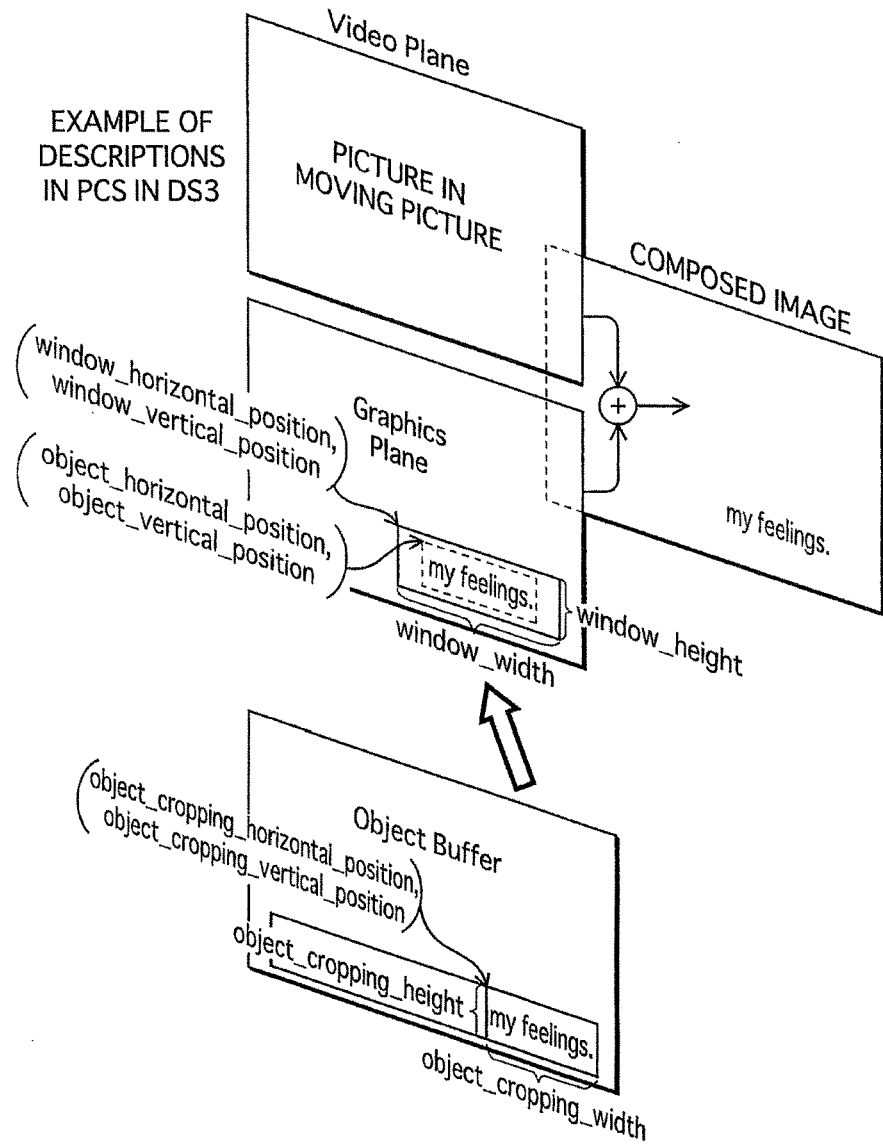 Video Plane
EXAMPLE OF
DESCRIPTIONS
IN PCS IN DS3
PICTURE IN
MOVING PICTURE
COMPOSED IMAGE
(window_horizontal_position,
window_vertical_position)
Graphics
Plane
(object_horizontal_position,
object_vertical_position)
+
my feelings.
my feelings.
window_height
window_width
Object Buffer
(object_cropping_horizontal_position,
object_cropping_vertical_position)
object_cropping_height
my feelings.
object_cropping_width